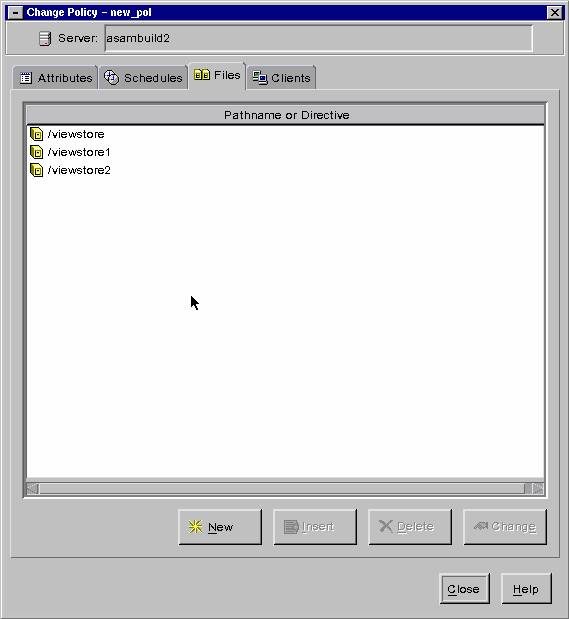 Change Policy – new_pol
Server: asambuild2
Attributes Schedules Files Clients
Pathname or Directive
/viewstore
/viewstore1
/viewstore2
New Insert Delete Change
Close Help